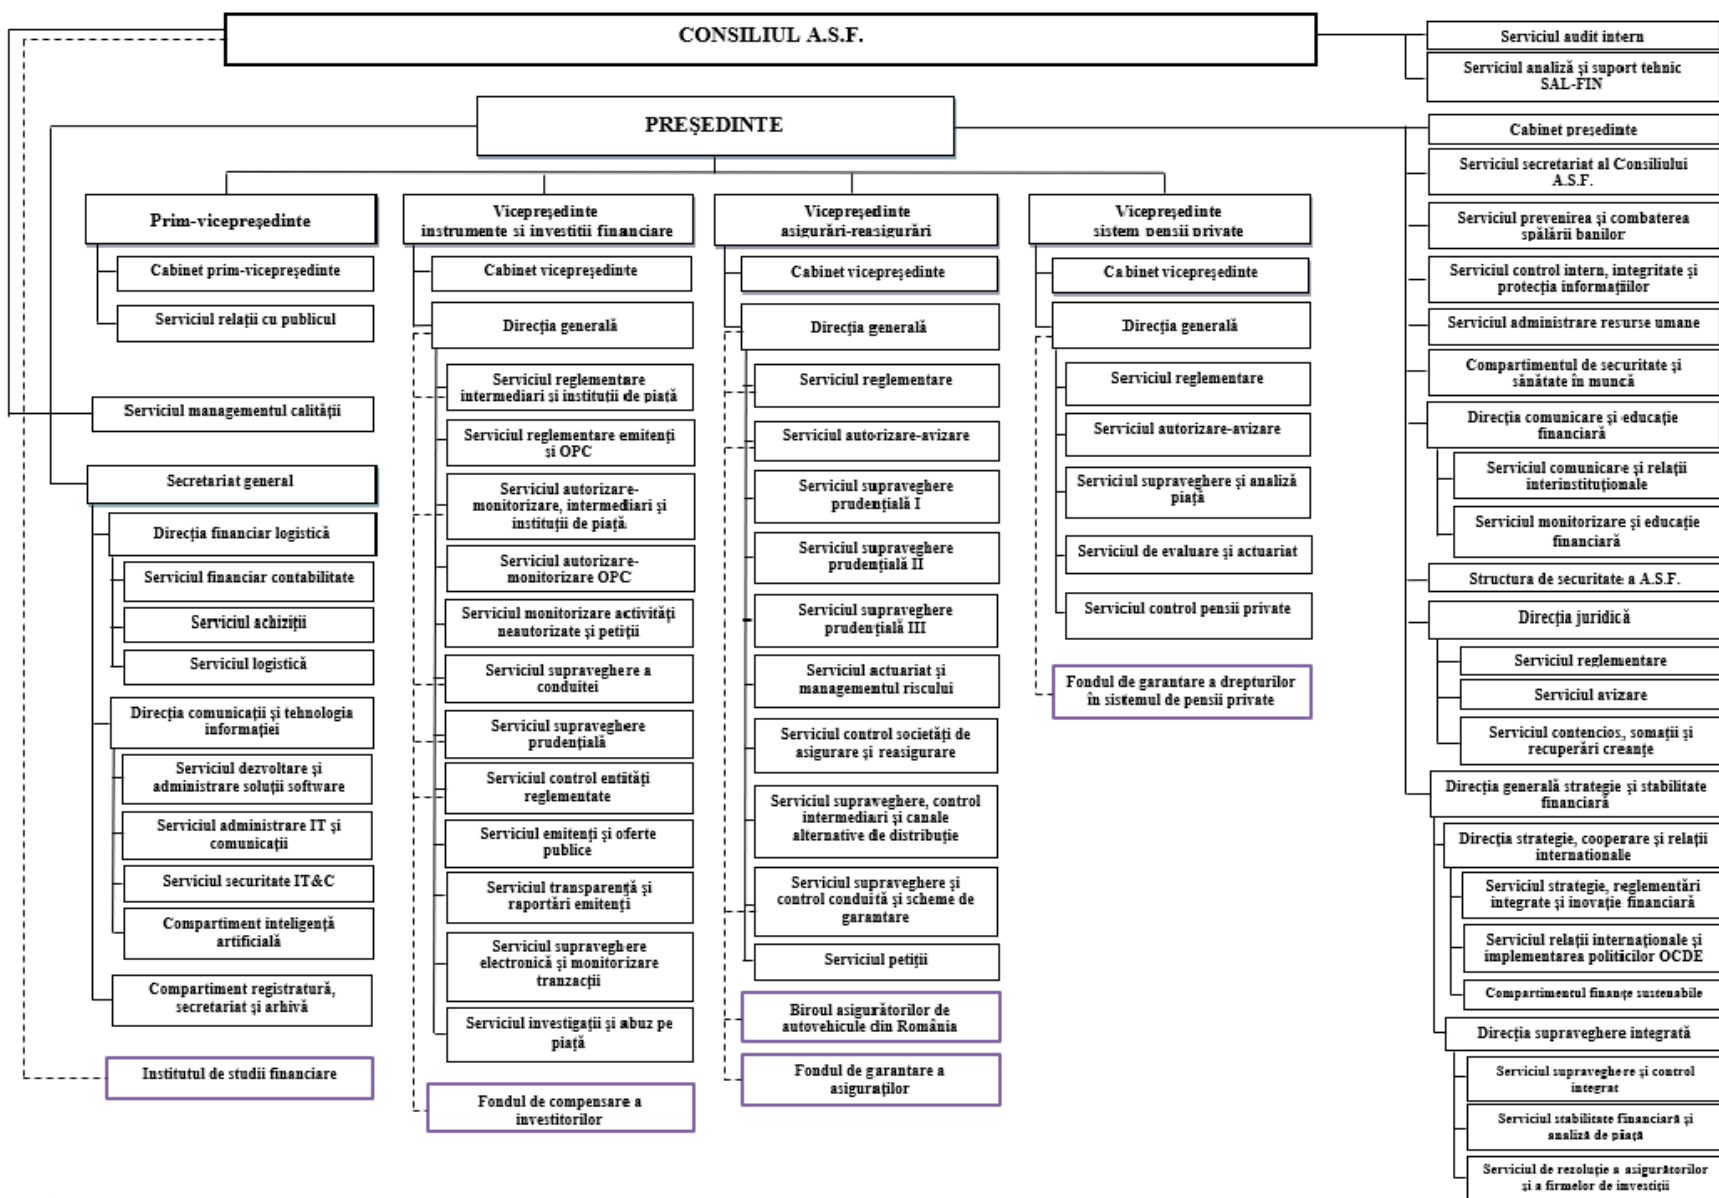 CONSILIUL A.S.F.
Serviciul audit intern
Serviciul analiză și suport tehnic
SAL-FIN
PREȘEDINTE
Cabinet președinte
Serviciul secretariat al Consiliului
A.S.F.
Serviciul prevenirea și combaterea
spălării banilor
Serviciul control intern, integritate și
protecția informațiilor
Serviciul administrare resurse umane
Compartimentul de securitate și
sănătate în muncă
Direcția comunicare și educație
financiară
Serviciul comunicare și relații
interinstituționale
Serviciul monitorizare și educație
financiară
Structura de securitate a A.S.F.
Direcția juridică
Serviciul reglementare
Serviciul avizare
Serviciul contencios, somații și
recuperări creanțe
Direcția generală strategie și stabilitate
financiară
Direcția strategie, cooperare și relații
internationale
Serviciul strategie, reglementări
integrate și inovație financiară
Serviciul relații internaționale și
implementarea politicilor OCDE
Compartimentul finanțe sustenabile
Direcția supraveghere integrată
Serviciul supraveghere și control
integrat
Serviciul stabilitate financiară și
analiză de piață
Serviciul de rezoluție a asigurătorilor
și a firmelor de investiții
Prim-vicepreședinte
Cabinet prim-vicepreședinte
Serviciul relații cu publicul
Serviciul managementul calității
Secretariat general
Direcția financiar logistică
Serviciul financiar contabilitate
Serviciul achiziții
Serviciul logistică
Direcția comunicații și tehnologia
informației
Serviciul dezvoltare și
administrare soluții software
Serviciul administrare IT și
comunicații
Serviciul securitate IT&C
Compartiment inteligență
artificială
Compartiment registratură,
secretariat și arhivă
Institutul de studii financiare
Vicepreședinte
instrumente si investitii financiare
Cabinet vicepreședinte
Direcția generală
Serviciul reglementare
intermediari si instituții de piață
Serviciul reglementare emitenți
si OPC
Serviciul autorizare-
monitorizare, intermediari și
instituții de piață
Serviciul autorizare-
monitorizare OPC
Serviciul monitorizare activități
neautorizate și petiții
Serviciul supraveghere a
conduitei
Serviciul supraveghere
prudențială
Serviciul control entități
reglementate
Serviciul emitenți și oferte
publice
Serviciul transparență și
raportări emitenți
Serviciul supraveghere
electronică și monitorizare
tranzacții
Serviciul investigații și abuz pe
piață
Fondul de compensare a
investitorilor
Vicepreședinte
asigurări-reasigurări
Cabinet vicepreședinte
Direcția generală
Serviciul reglementare
Serviciul autorizare-avizare
Serviciul supraveghere
prudențială I
Serviciul supraveghere
prudențială II
Serviciul supraveghere
prudențială III
Serviciul actuariat și
managementul riscului
Serviciul control societăți de
asigurare și reasigurare
Serviciul supraveghere, control
intermediari și canale
alternative de distribuție
Serviciul supraveghere și
control conduită și scheme de
garantare
Serviciul petiții
Biroul asigurătorilor de
autovehicule din România
Fondul de garantare a
asiguraților
Vicepreședinte
sistem pensii private
Cabinet vicepreședinte
Direcția generală
Serviciul reglementare
Serviciul autorizare-avizare
Serviciul supraveghere și analiză
piață
Serviciul de evaluare și actuariat
Serviciul control pensii private
Fondul de garantare a drepturilor
în sistemul de pensii private